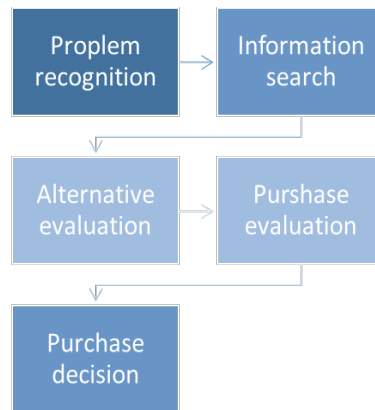 Proplem
recognition
Information
search
Alternative
evaluation
Purshase
evaluation
Purchase
decision